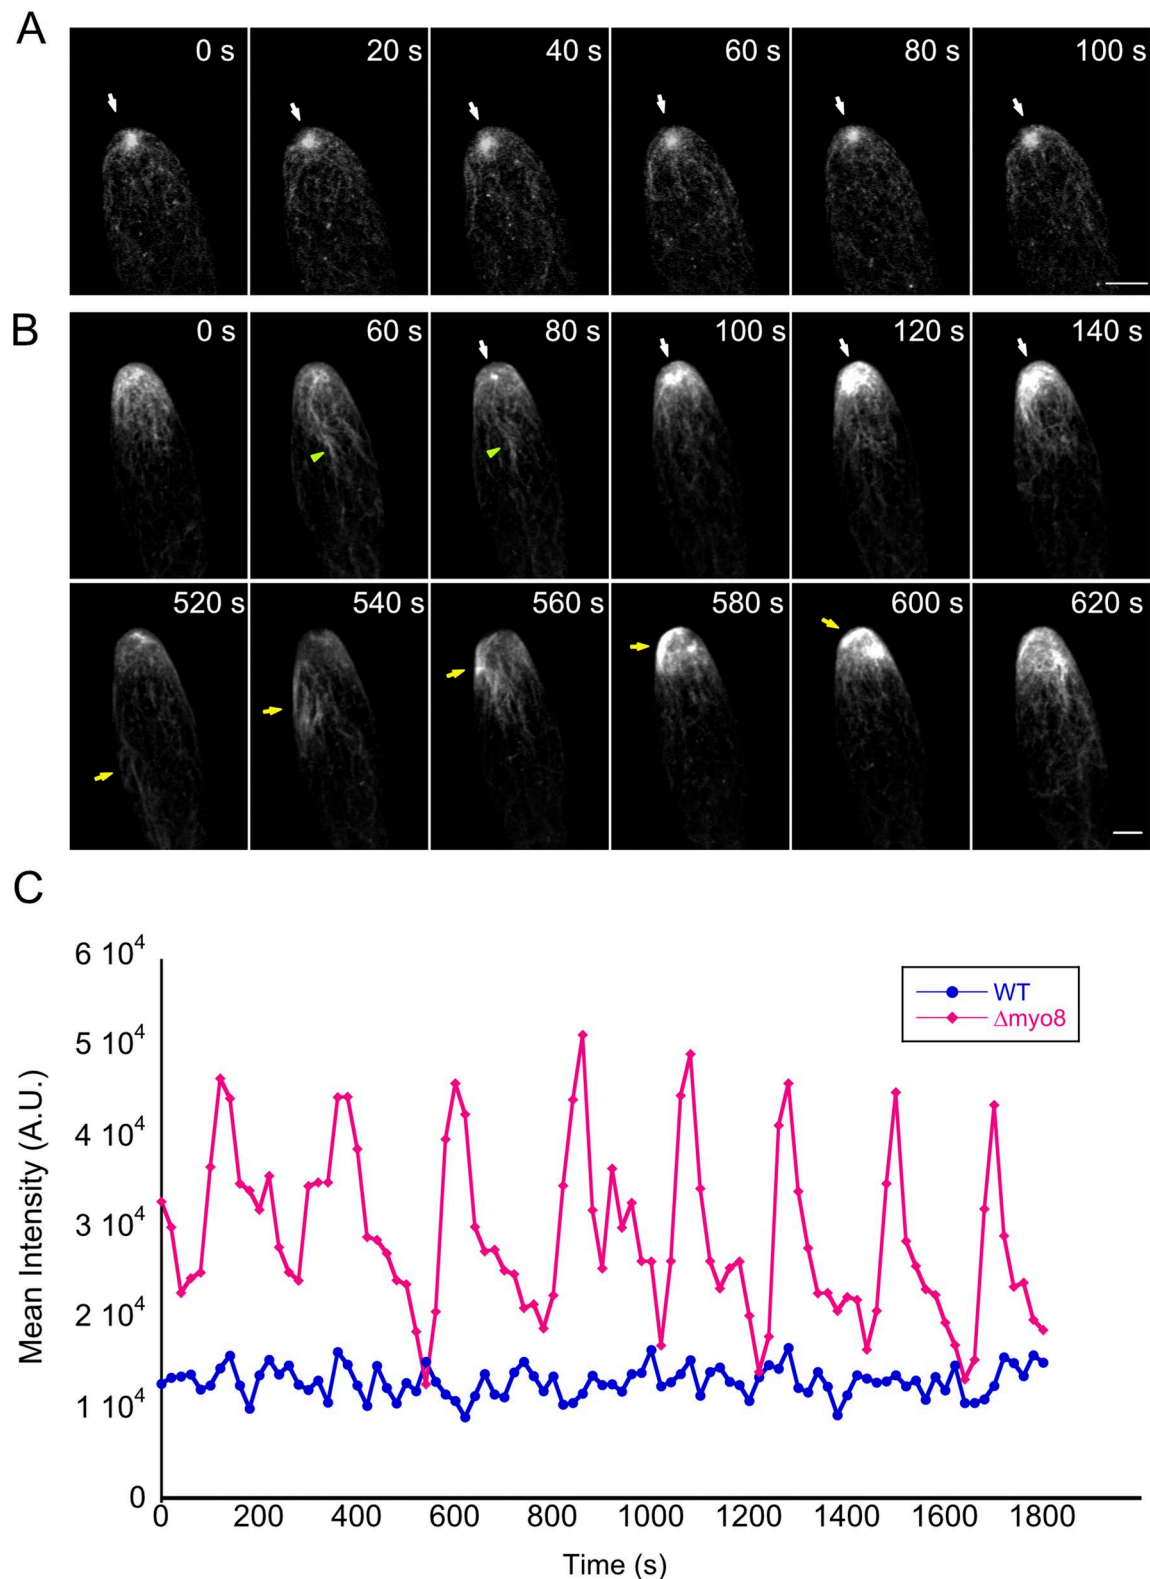 A
0 s 20 s 40 s 60 s 80 s 100 s
B
0 s 60 s 80 s 100 s 120 s 140 s
520 s 540 s 560 s 580 s 600 s 620 s
C
6 10⁴
5 10⁴
4 10⁴
3 10⁴
2 10⁴
1 10⁴
0
Mean Intensity (A.U.)
WT
Δmyo8
0 200 400 600 800 1000 1200 1400 1600 1800
Time (s)